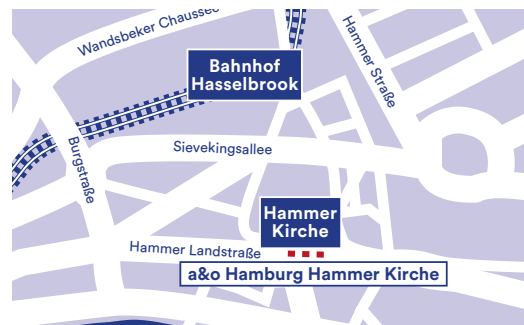 Wandsbeker Chaussee
Hammer Straße
Bahnhof
Hasselbrook
Burgstraße
Sievekingsallee
Hammer
Kirche
Hammer Landstraße
a&o Hamburg Hammer Kirche